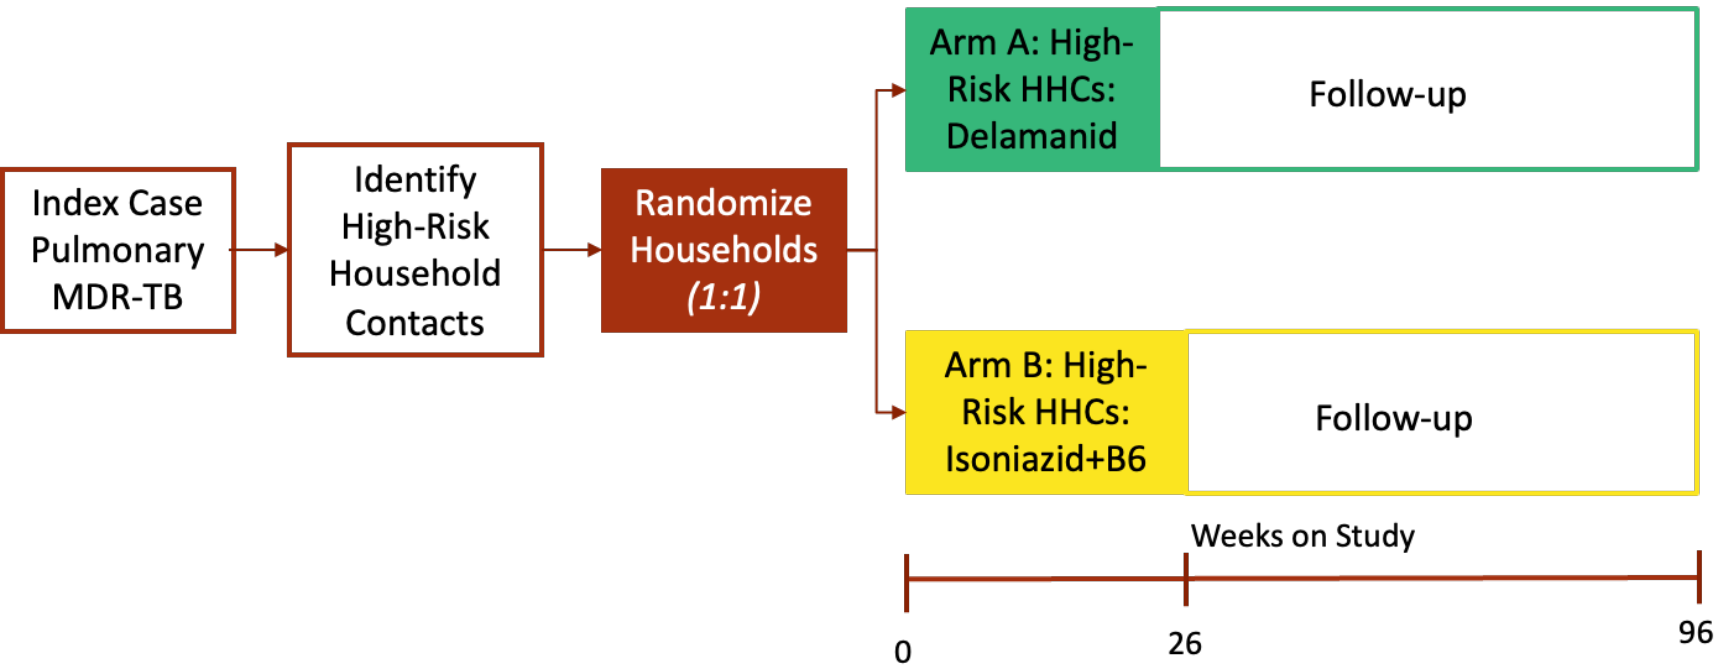 Index Case
Pulmonary
MDR-TB
Identify
High-Risk
Household
Contacts
Randomize
Households
(1:1)
Arm A: High-
Risk HHCs:
Delamanid
Follow-up
Arm B: High-
Risk HHCs:
Isoniazid+B6
Follow-up
Weeks on Study
0
26
96